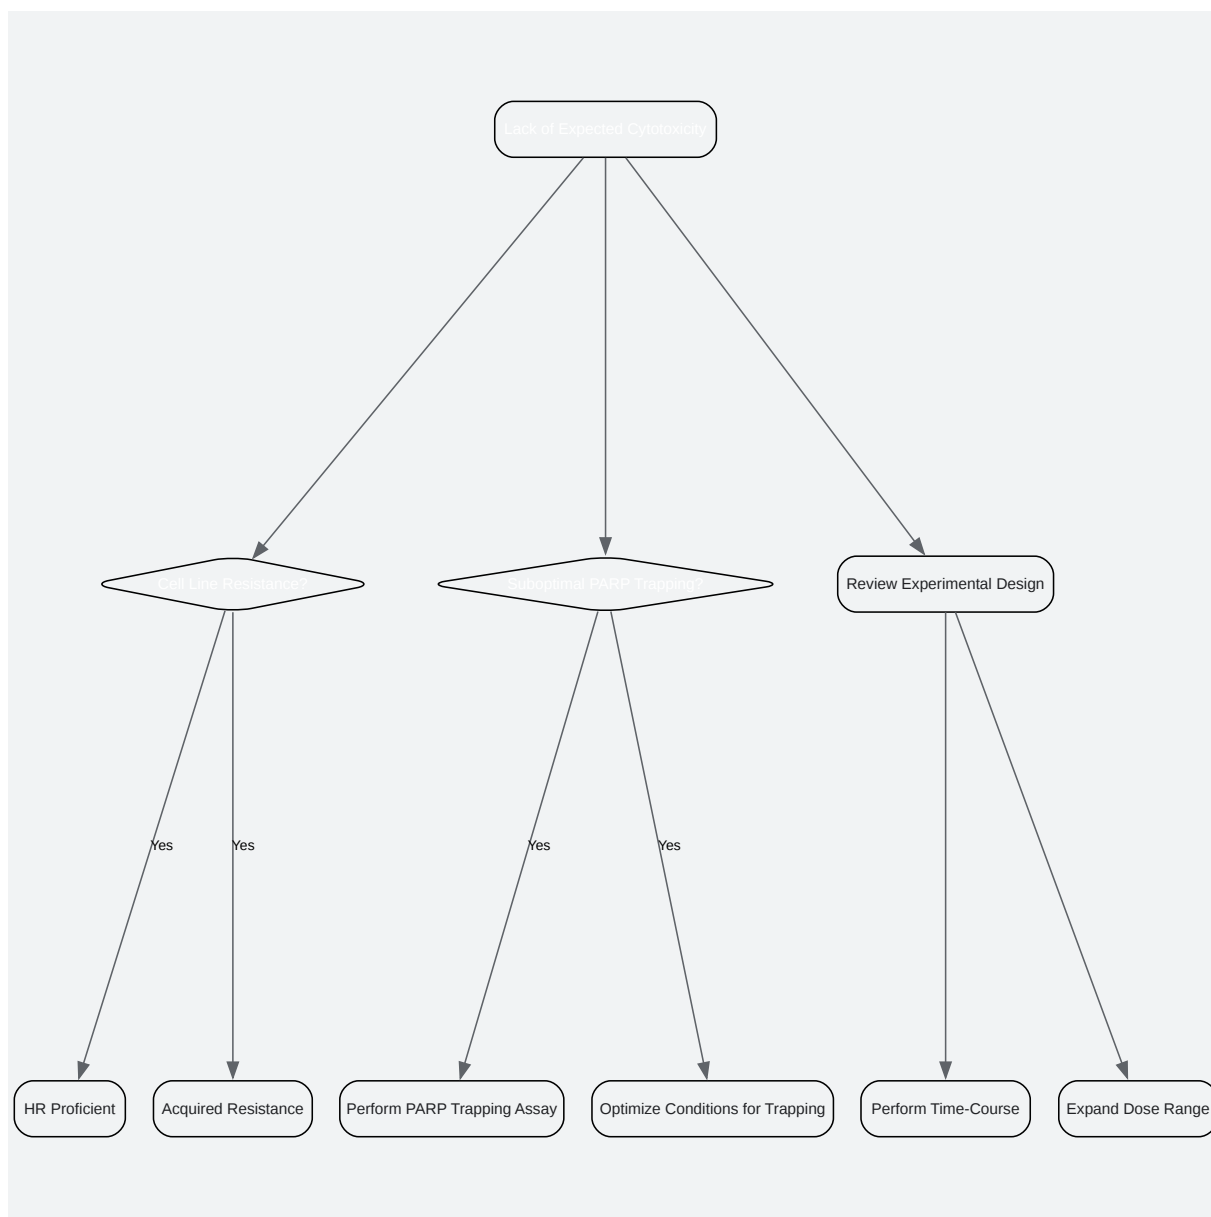 Lack of Expected Cytotoxicity
Cell Line Resistance?
Suboptimal PARP Trapping?
Review Experimental Design
Yes
Yes
Yes
Yes
HR Proficient
Acquired Resistance
Perform PARP Trapping Assay
Optimize Conditions for Trapping
Perform Time-Course
Expand Dose Range